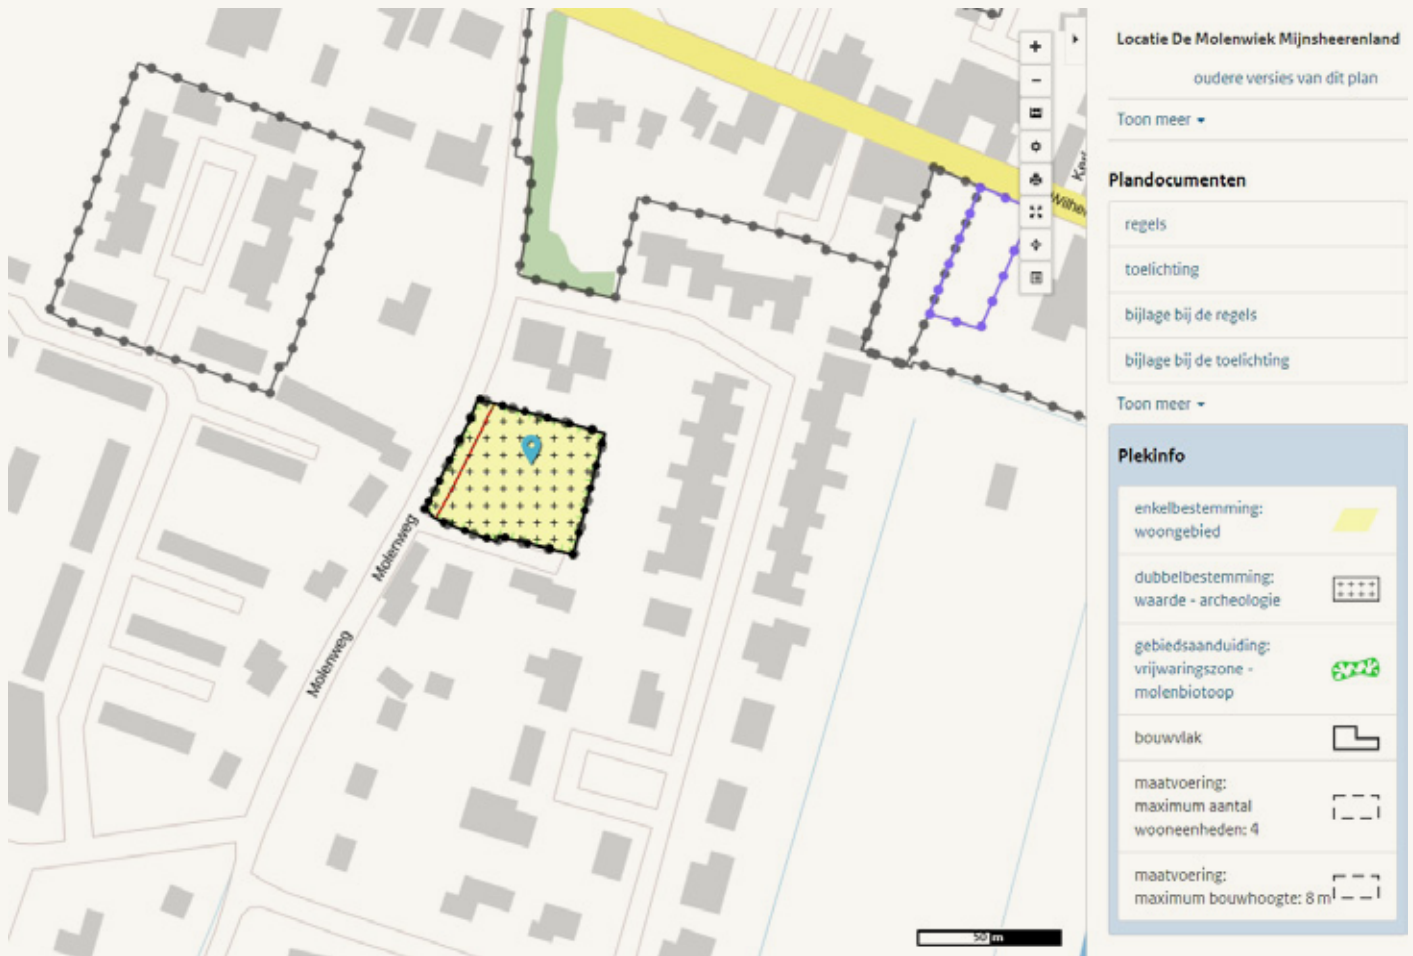 Locatie De Molenwiek Mijnsheerenland
oudere versies van dit plan
Toon meer
Plandocumenten
regels
toelichting
bijlage bij de regels
bijlage bij de toelichting
Toon meer
Plekinfo
enkelbestemming:
woongebied
dubbelbestemming:
waarde - archeologie
gebiedsaanduiding:
vrijwaringszone -
molenbiotoop
bouwvlak
maatvoering:
maximum aantal
wooneenheden: 4
maatvoering:
maximum bouwhoogte: 8 m
Wilhe
Molenweg
Molenweg
50 m